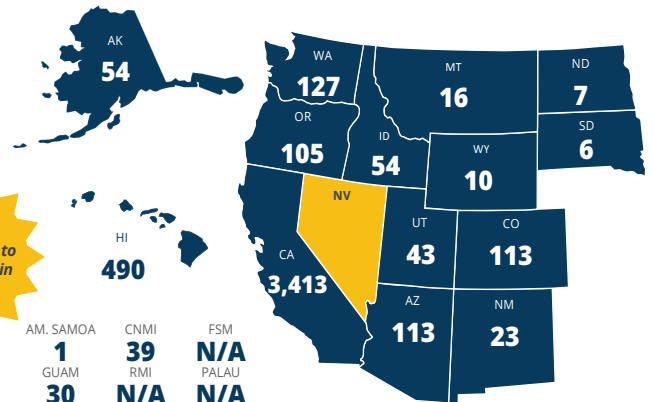 AK
54
WA
127
MT
16
ND
7
OR
105
ID
54
SD
6
WY
10
NV
to
in
HI
490
CA
3,413
UT
43
CO
113
AZ
113
NM
23
AM. SAMOA CNMI FSM
1 39 N/A
GUAM RMI PALAU
30 N/A N/A